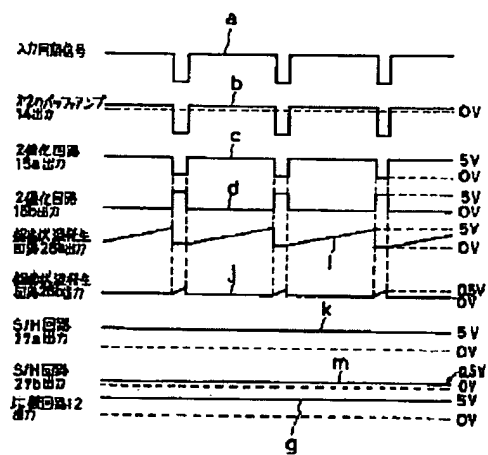 a
入力同期信号
b
第2のバッファアンプ
14出力
0V
c
2値化回路
15a出力
5V
0V
d
2値化回路
15b出力
5V
0V
鋸歯状波発生
回路26a出力
5V
0V
i
鋸歯状波発生
回路26b出力
j
0.5V
0V
S/H回路
27a出力
k
5V
0V
S/H回路
27b出力
m
0.5V
0V
出力
5V
0V
g